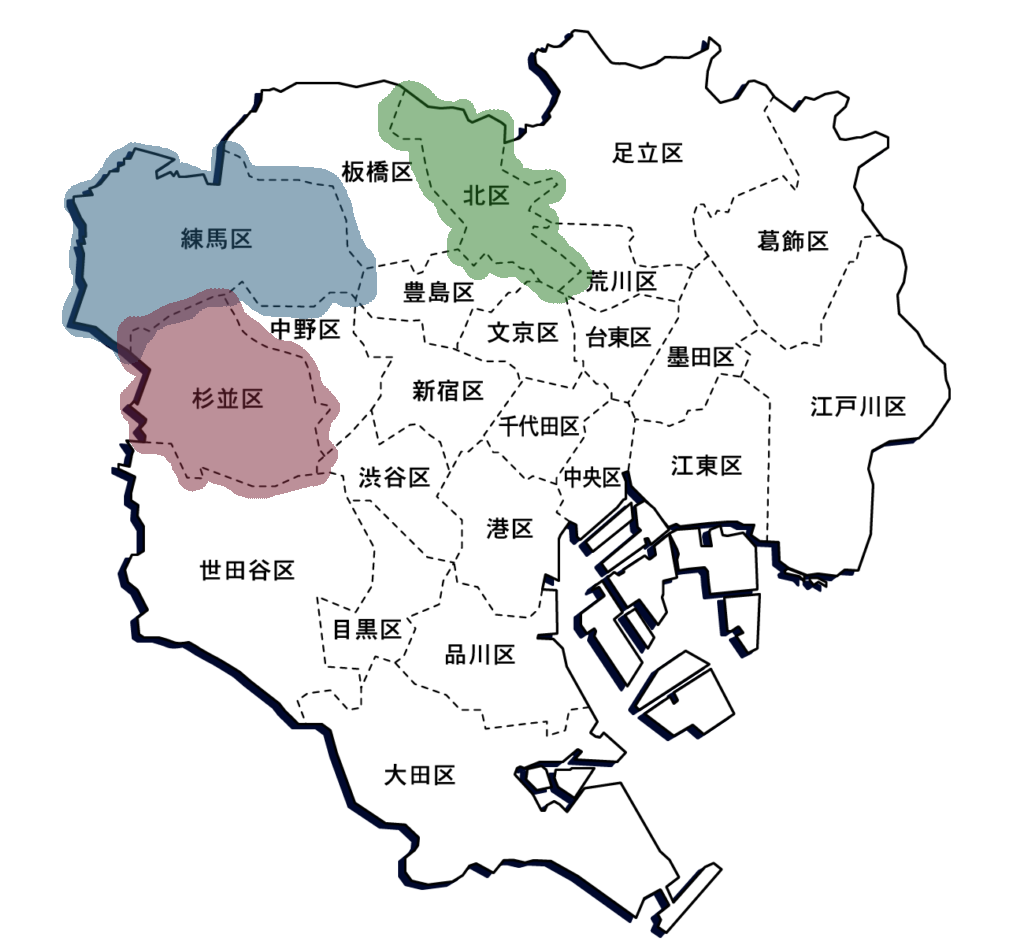 足立区
板橋区
北区
練馬区
葛飾区
荒川区
豊島区
中野区
文京区
台東区
墨田区
杉並区
新宿区
江戸川区
千代田区
江東区
渋谷区
中央区
港区
世田谷区
目黒区
品川区
大田区